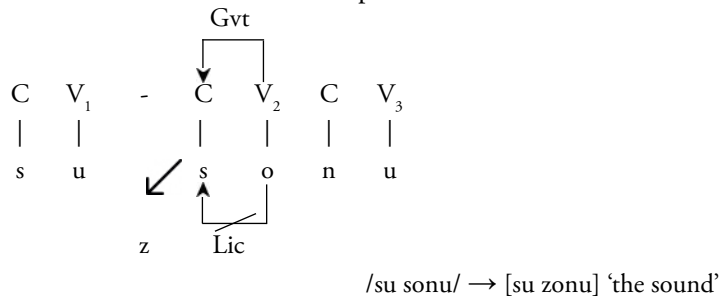 Gvt
C V₁ - C V₂ C V₃
s u s o n u
z Lic
/su sonu/ → [su zonu] ‘the sound’